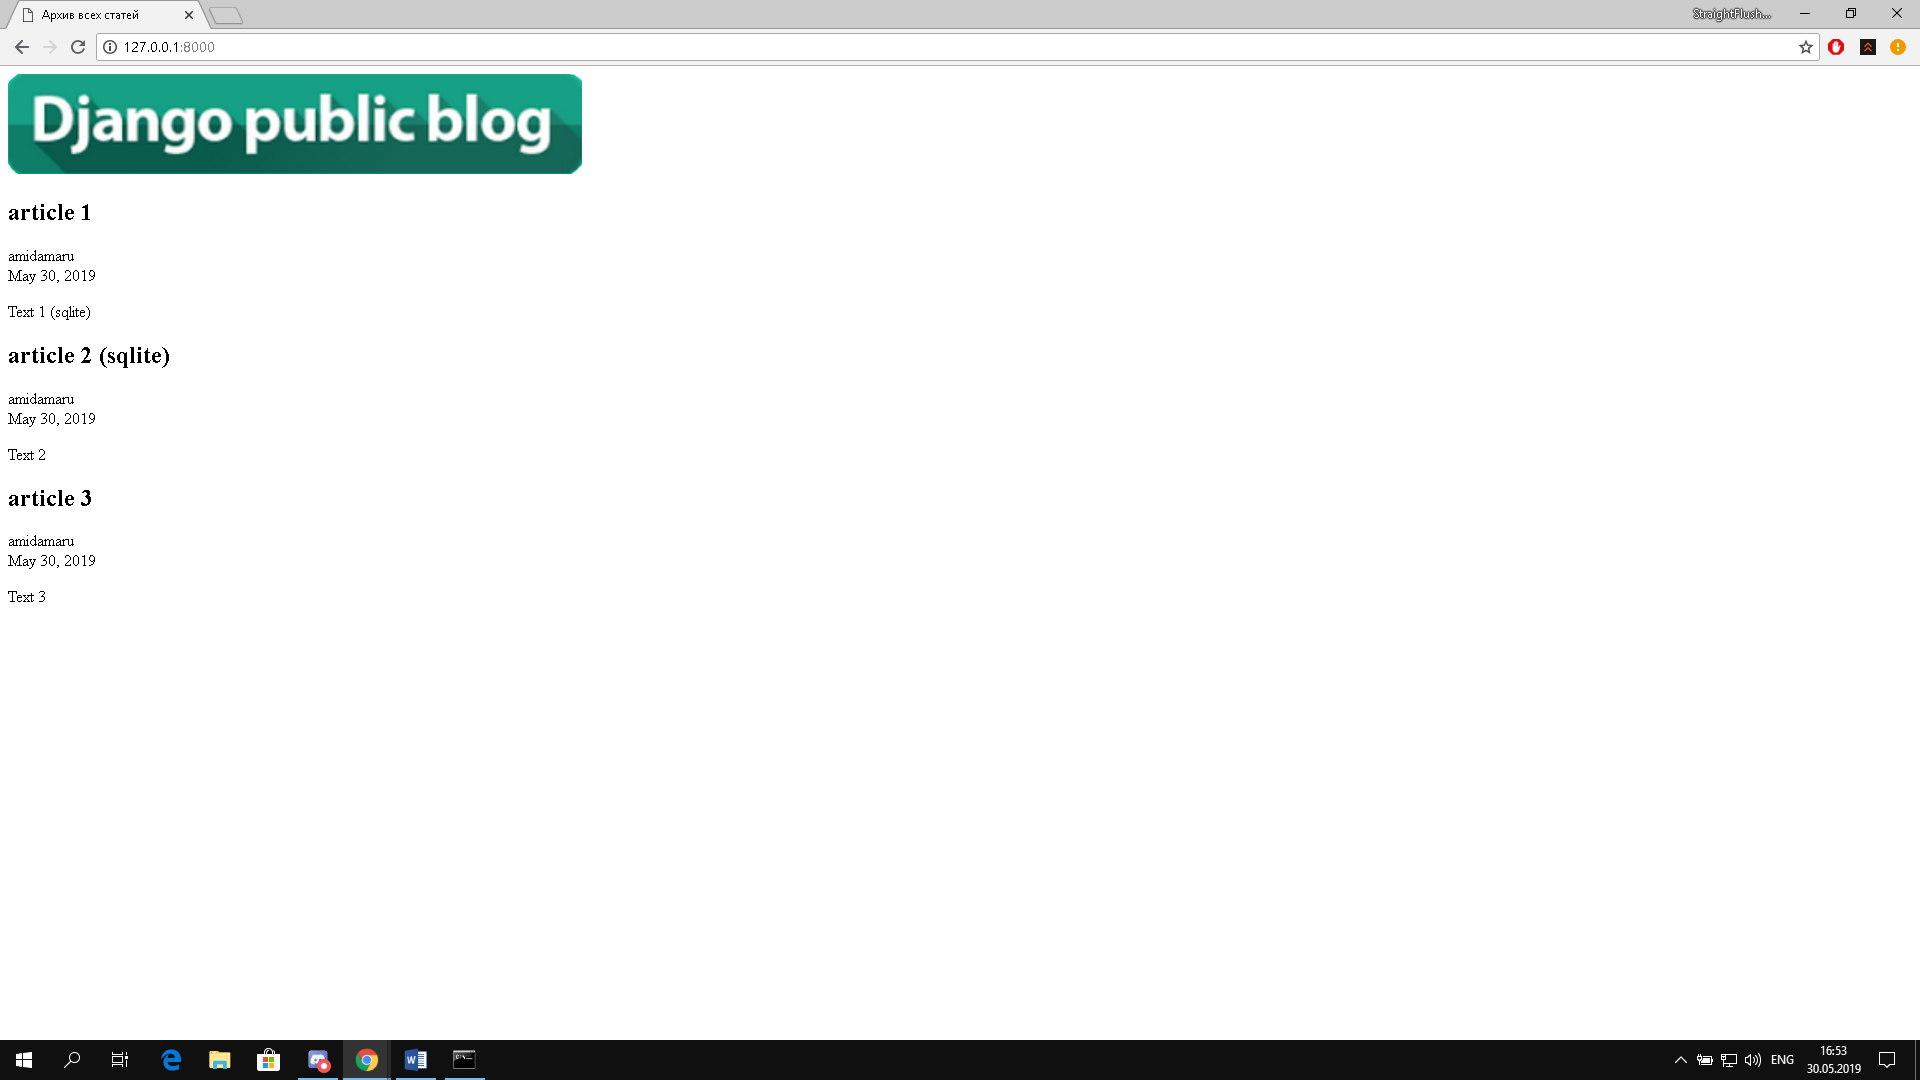 Архив всех статей
StraightFlush...
127.0.0.1:8000
Django public blog
article 1
amidamaru
May 30, 2019
Text 1 (sqlite)
article 2 (sqlite)
amidamaru
May 30, 2019
Text 2
article 3
amidamaru
May 30, 2019
Text 3
ENG
16:53
30.05.2019